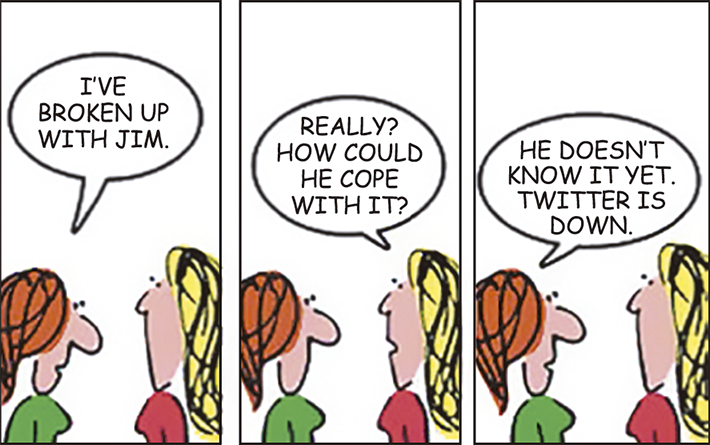 I'VE
BROKEN UP
WITH JIM.
REALLY?
HOW COULD
HE COPE
WITH IT?
HE DOESN'T
KNOW IT YET.
TWITTER IS
DOWN.